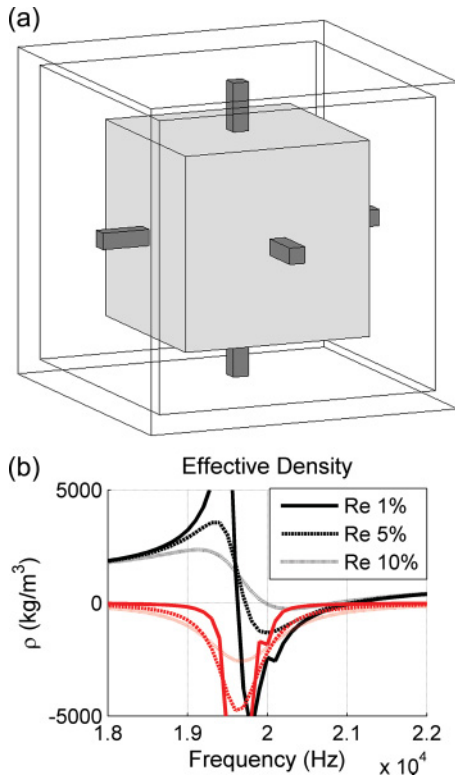 (a)
(b)
Effective Density
5000
0
-5000
ρ (kg/m³)
Re 1%
Re 5%
Re 10%
1.8 1.9 2 2.1 2.2
Frequency (Hz) x 10⁴